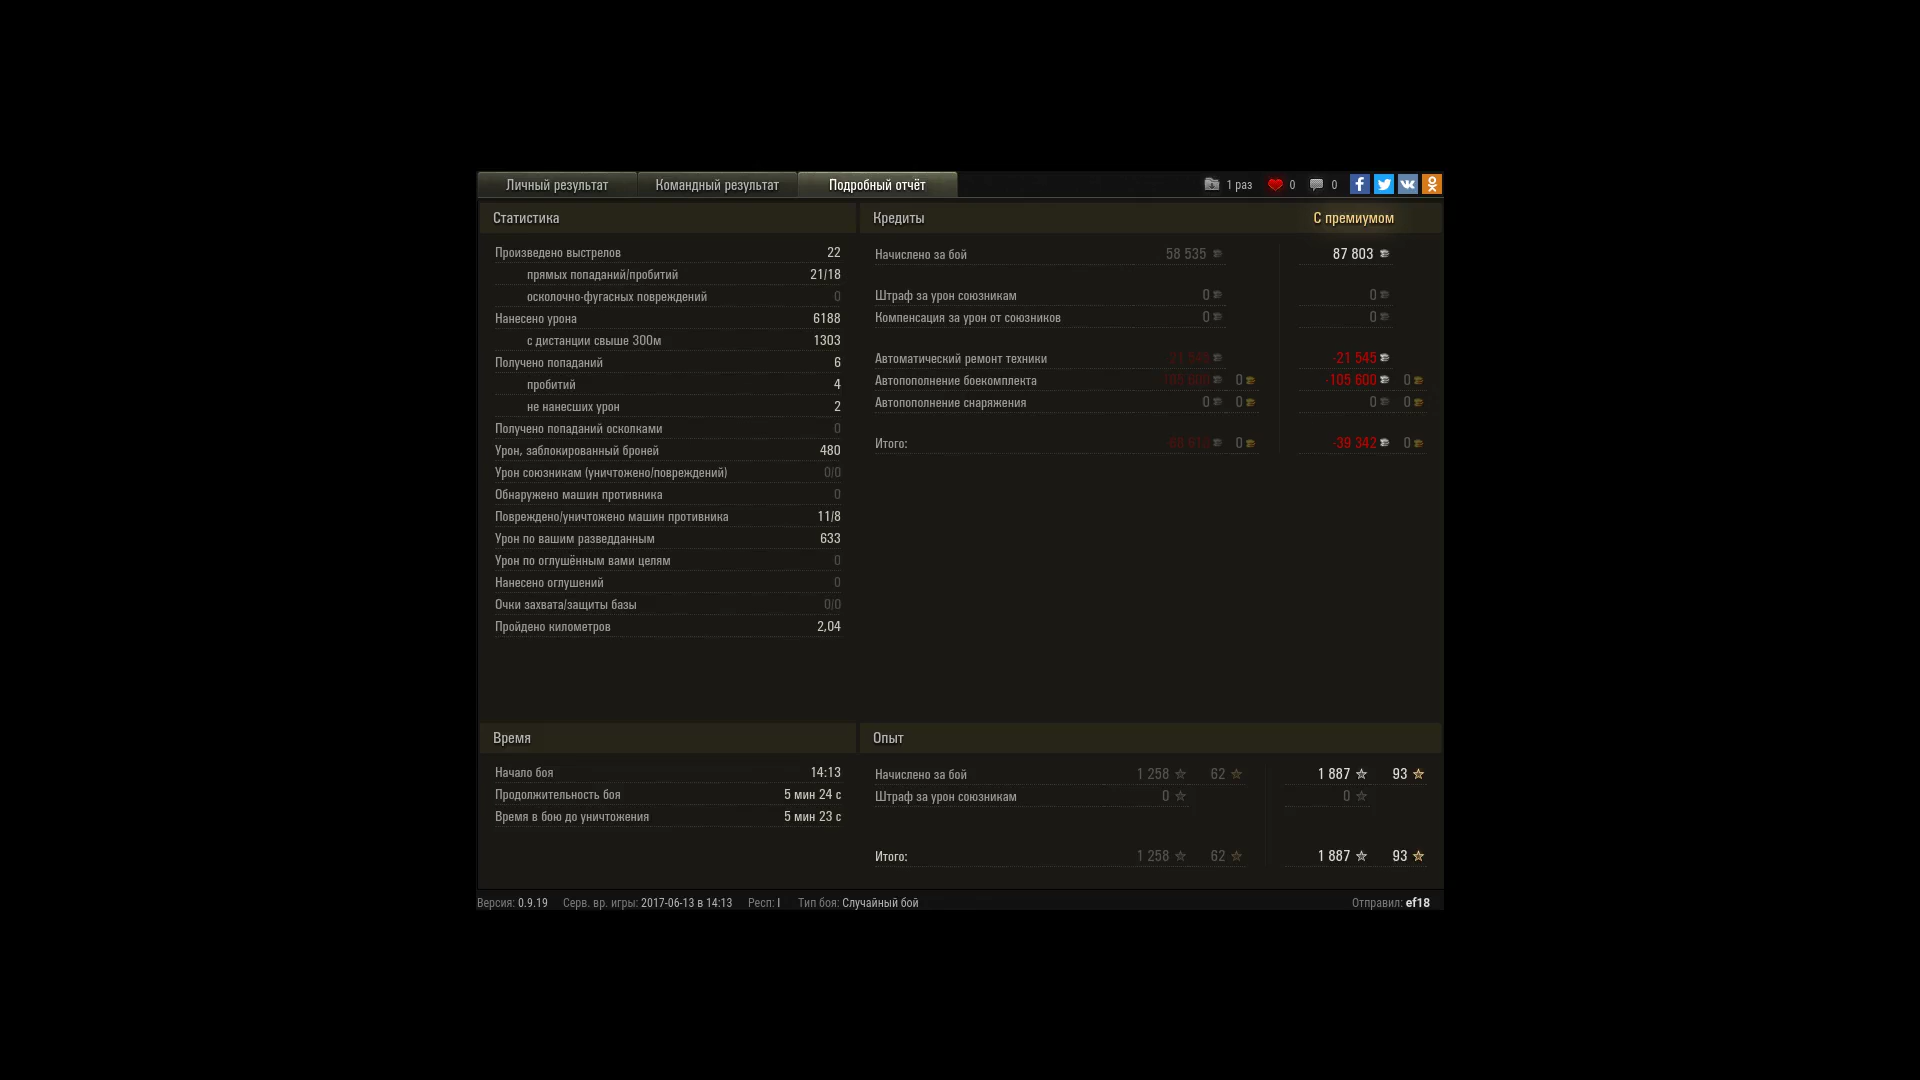 Личный результат Командный результат Подробный отчёт 1 раз 0 0
Статистика
Произведено выстрелов 22
прямых попаданий/пробитий 21/18
осколочно-фугасных повреждений 0
Нанесено урона 6188
с дистанции свыше 300м 1303
Получено попаданий 6
пробитий 4
не нанесших урон 2
Получено попаданий осколками 0
Урон, заблокированный броней 480
Урон союзникам (уничтожено/повреждений) 0/0
Обнаружено машин противника 0
Повреждено/уничтожено машин противника 11/8
Урон по вашим разведданным 633
Урон по оглушённым вами целям 0
Нанесено оглушений 0
Очки захвата/защиты базы 0/0
Пройдено километров 2,04
Кредиты С премиумом
Начислено за бой 58 535 87 803
Штраф за урон союзникам 0 0
Компенсация за урон от союзников 0 0
Автоматический ремонт техники -21 545 -21 545
Автопополнение боекомплекта -105 600 0 -105 600 0
Автопополнение снаряжения 0 0 0 0
Итого: 0 -39 342 0
Время
Начало боя 14:13
Продолжительность боя 5 мин 24 с
Время в бою до уничтожения 5 мин 23 с
Опыт
Начислено за бой 1 258 62 1 887 93
Штраф за урон союзникам 0 0
Итого: 1 258 62 1 887 93
Версия: 0.9.19 Серв. вр. игры: 2017-06-13 в 14:13 Респ: I Тип боя: Случайный бой Отправил: ef18